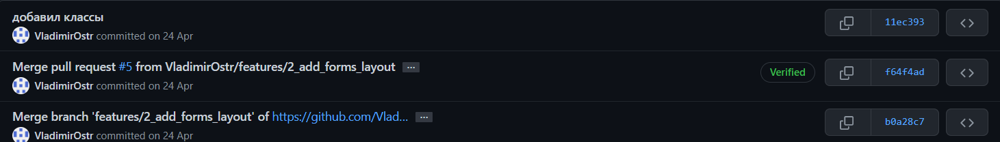 добавил классы
VladimirOstr committed on 24 Apr
11ec393
Merge pull request #5 from VladimirOstr/features/2_add_forms_layout ...
VladimirOstr committed on 24 Apr
Verified
f64f4ad
Merge branch 'features/2_add_forms_layout' of https://github.com/Vlad... ...
VladimirOstr committed on 24 Apr
b0a28c7